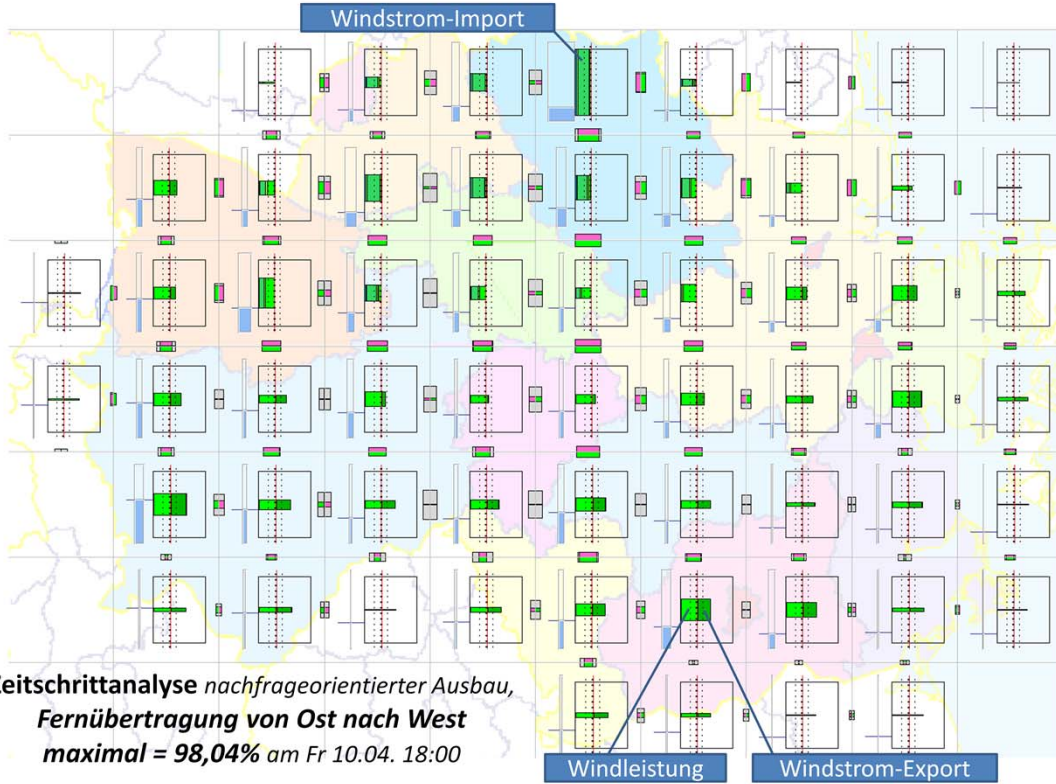 Windstrom-Import
Zeitschrittanalyse nachfrageorientierter Ausbau,
Fernübertragung von Ost nach West
maximal = 98,04% am Fr 10.04. 18:00
Windleistung
Windstrom-Export